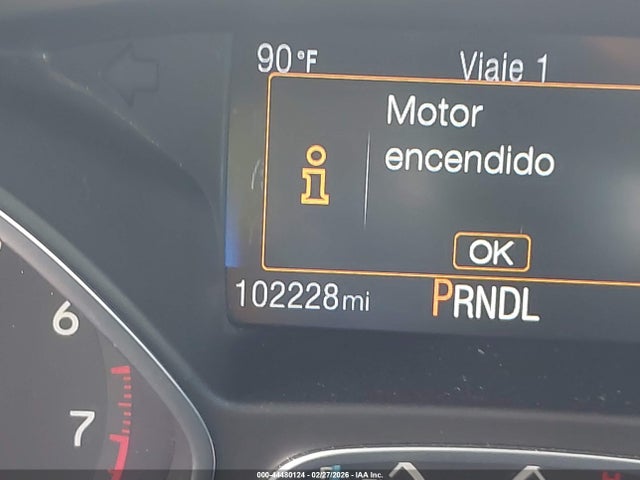 90°F Viaje 1
Motor
encendido
OK
102228mi PRNDL
6
7
000-44480124 | 02/27/2026 - IAA Inc.